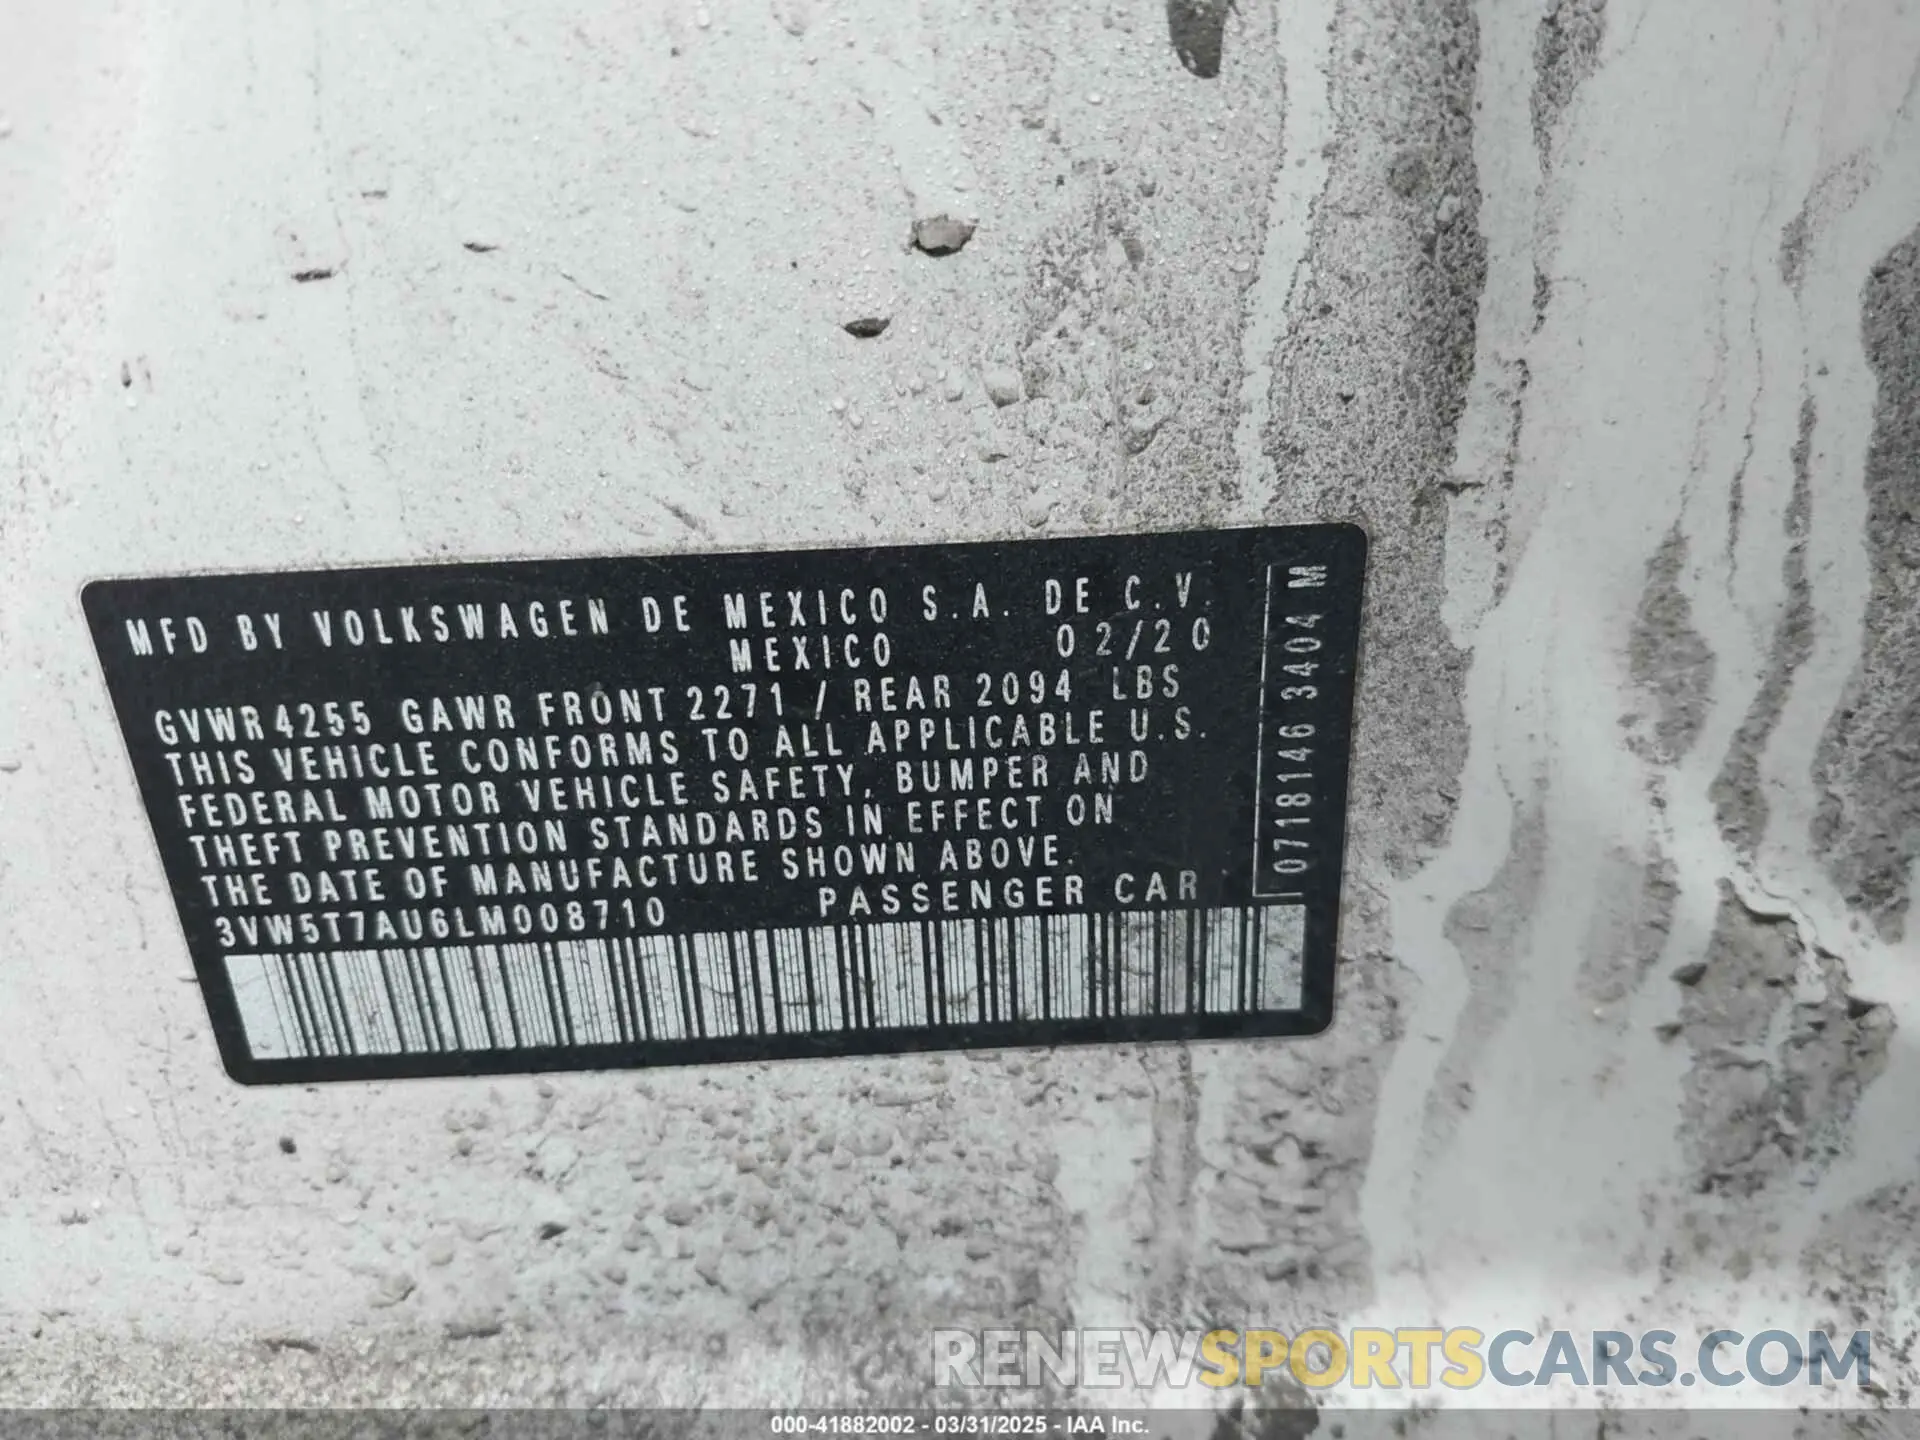 MFD BY VOLKSWAGEN DE MEXICO S.A. DE C.V.
MEXICO 02/20
GVWR 4255 GAWR FRONT 2271 / REAR 2094 LBS
THIS VEHICLE CONFORMS TO ALL APPLICABLE U.S.
FEDERAL MOTOR VEHICLE SAFETY, BUMPER AND
THEFT PREVENTION STANDARDS IN EFFECT ON
THE DATE OF MANUFACTURE SHOWN ABOVE.
3VW5T7AU6LM008710 PASSENGER CAR
0718146 3404 M
RENEWSPORTSCARS.COM
000-41882002 - 03/31/2025 - IAA Inc.